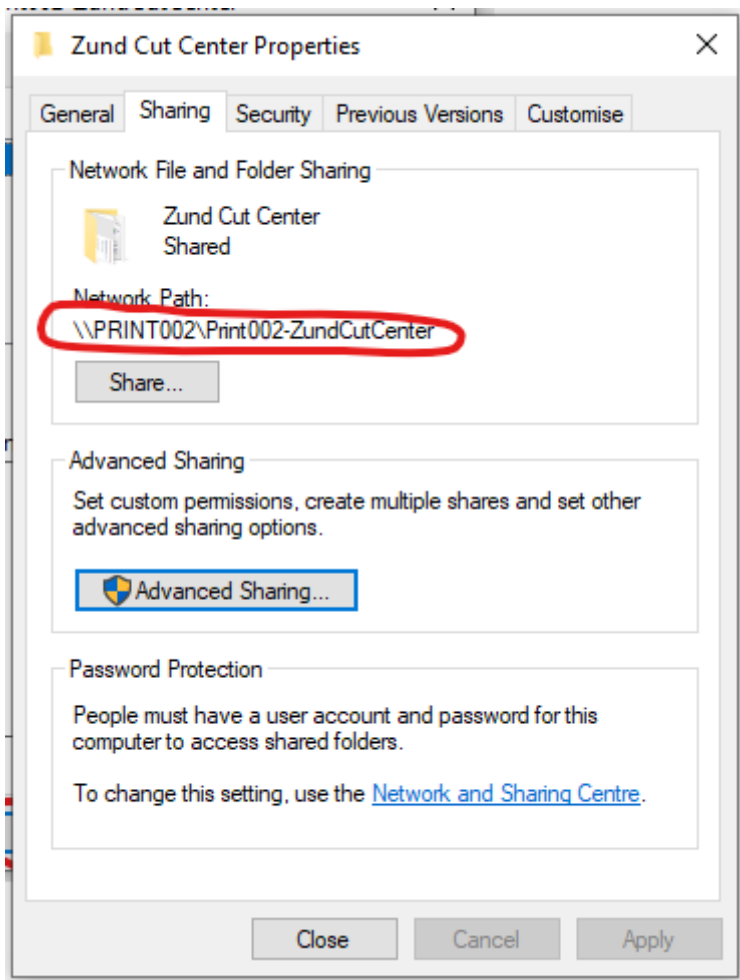 Zund Cut Center Properties
General Sharing Security Previous Versions Customise
Network File and Folder Sharing
Zund Cut Center
Shared
Network Path:
\\PRINT002\Print002-ZundCutCenter
Share...
Advanced Sharing
Set custom permissions, create multiple shares and set other
advanced sharing options.
Advanced Sharing...
Password Protection
People must have a user account and password for this
computer to access shared folders.
To change this setting, use the Network and Sharing Centre.
Close Cancel Apply